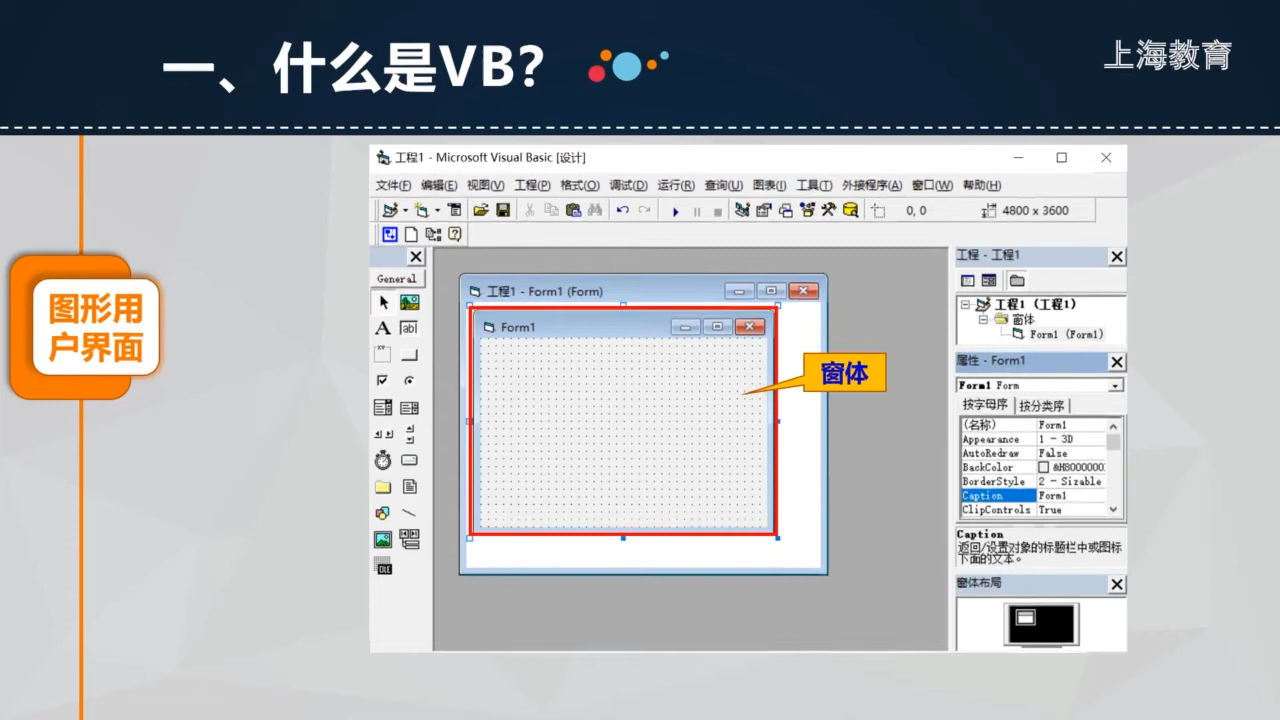 一、什么是VB?
上海教育
图形用
户界面
工程1 - Microsoft Visual Basic [设计]
文件(F) 编辑(E) 视图(V) 工程(P) 格式(O) 调试(D) 运行(R) 查询(U) 图表(I) 工具(T) 外接程序(A) 窗口(W) 帮助(H)
0, 0
4800 x 3600
General
A
ab
xy
OLE
工程1 - Form1 (Form)
Form1
窗体
工程 - 工程1
工程1 (工程1)
窗体
Form1 (Form1)
属性 - Form1
Form1 Form
按字母序 按分类序
(名称) Form1
Appearance 1 - 3D
AutoRedraw False
BackColor &H8000000
BorderStyle 2 - Sizable
Caption Form1
ClipControls True
Caption
返回/设置对象的标题栏中或图标
下面的文本。
窗体布局